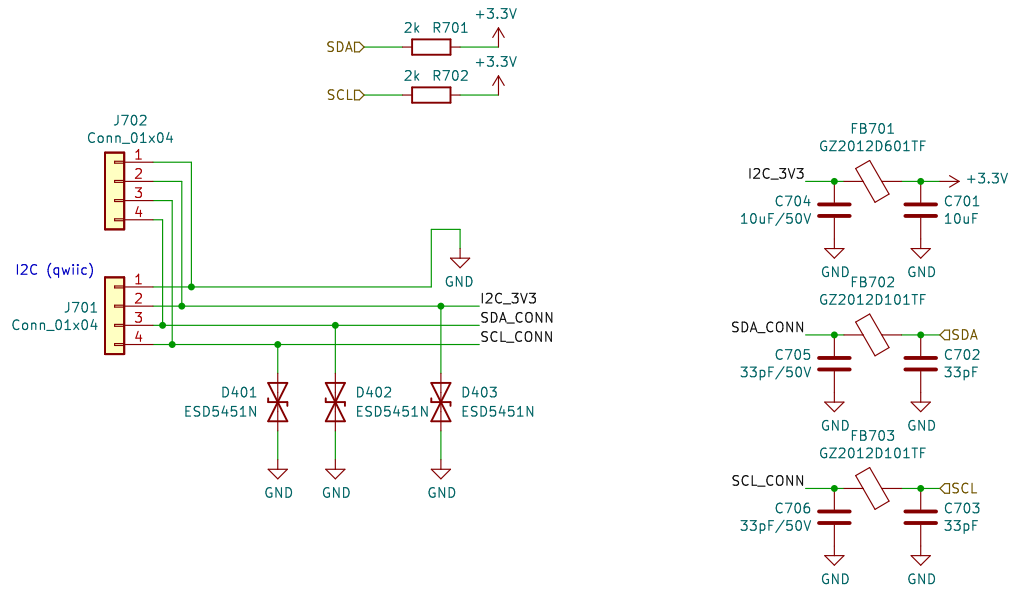 +3.3V
2k R701
SDA
+3.3V
2k R702
SCL
J702
Conn_01x04
1
2
3
4
I2C (qwiic)
J701
Conn_01x04
1
2
3
4
GND
I2C_3V3
SDA_CONN
SCL_CONN
D401
ESD5451N
D402
ESD5451N
D403
ESD5451N
GND
GND
GND
FB701
GZ2012D601TF
I2C_3V3
+3.3V
C704
10uF/50V
C701
10uF
GND
GND
FB702
GZ2012D101TF
SDA_CONN
SDA
C705
33pF/50V
C702
33pF
GND
GND
FB703
GZ2012D101TF
SCL_CONN
SCL
C706
33pF/50V
C703
33pF
GND
GND